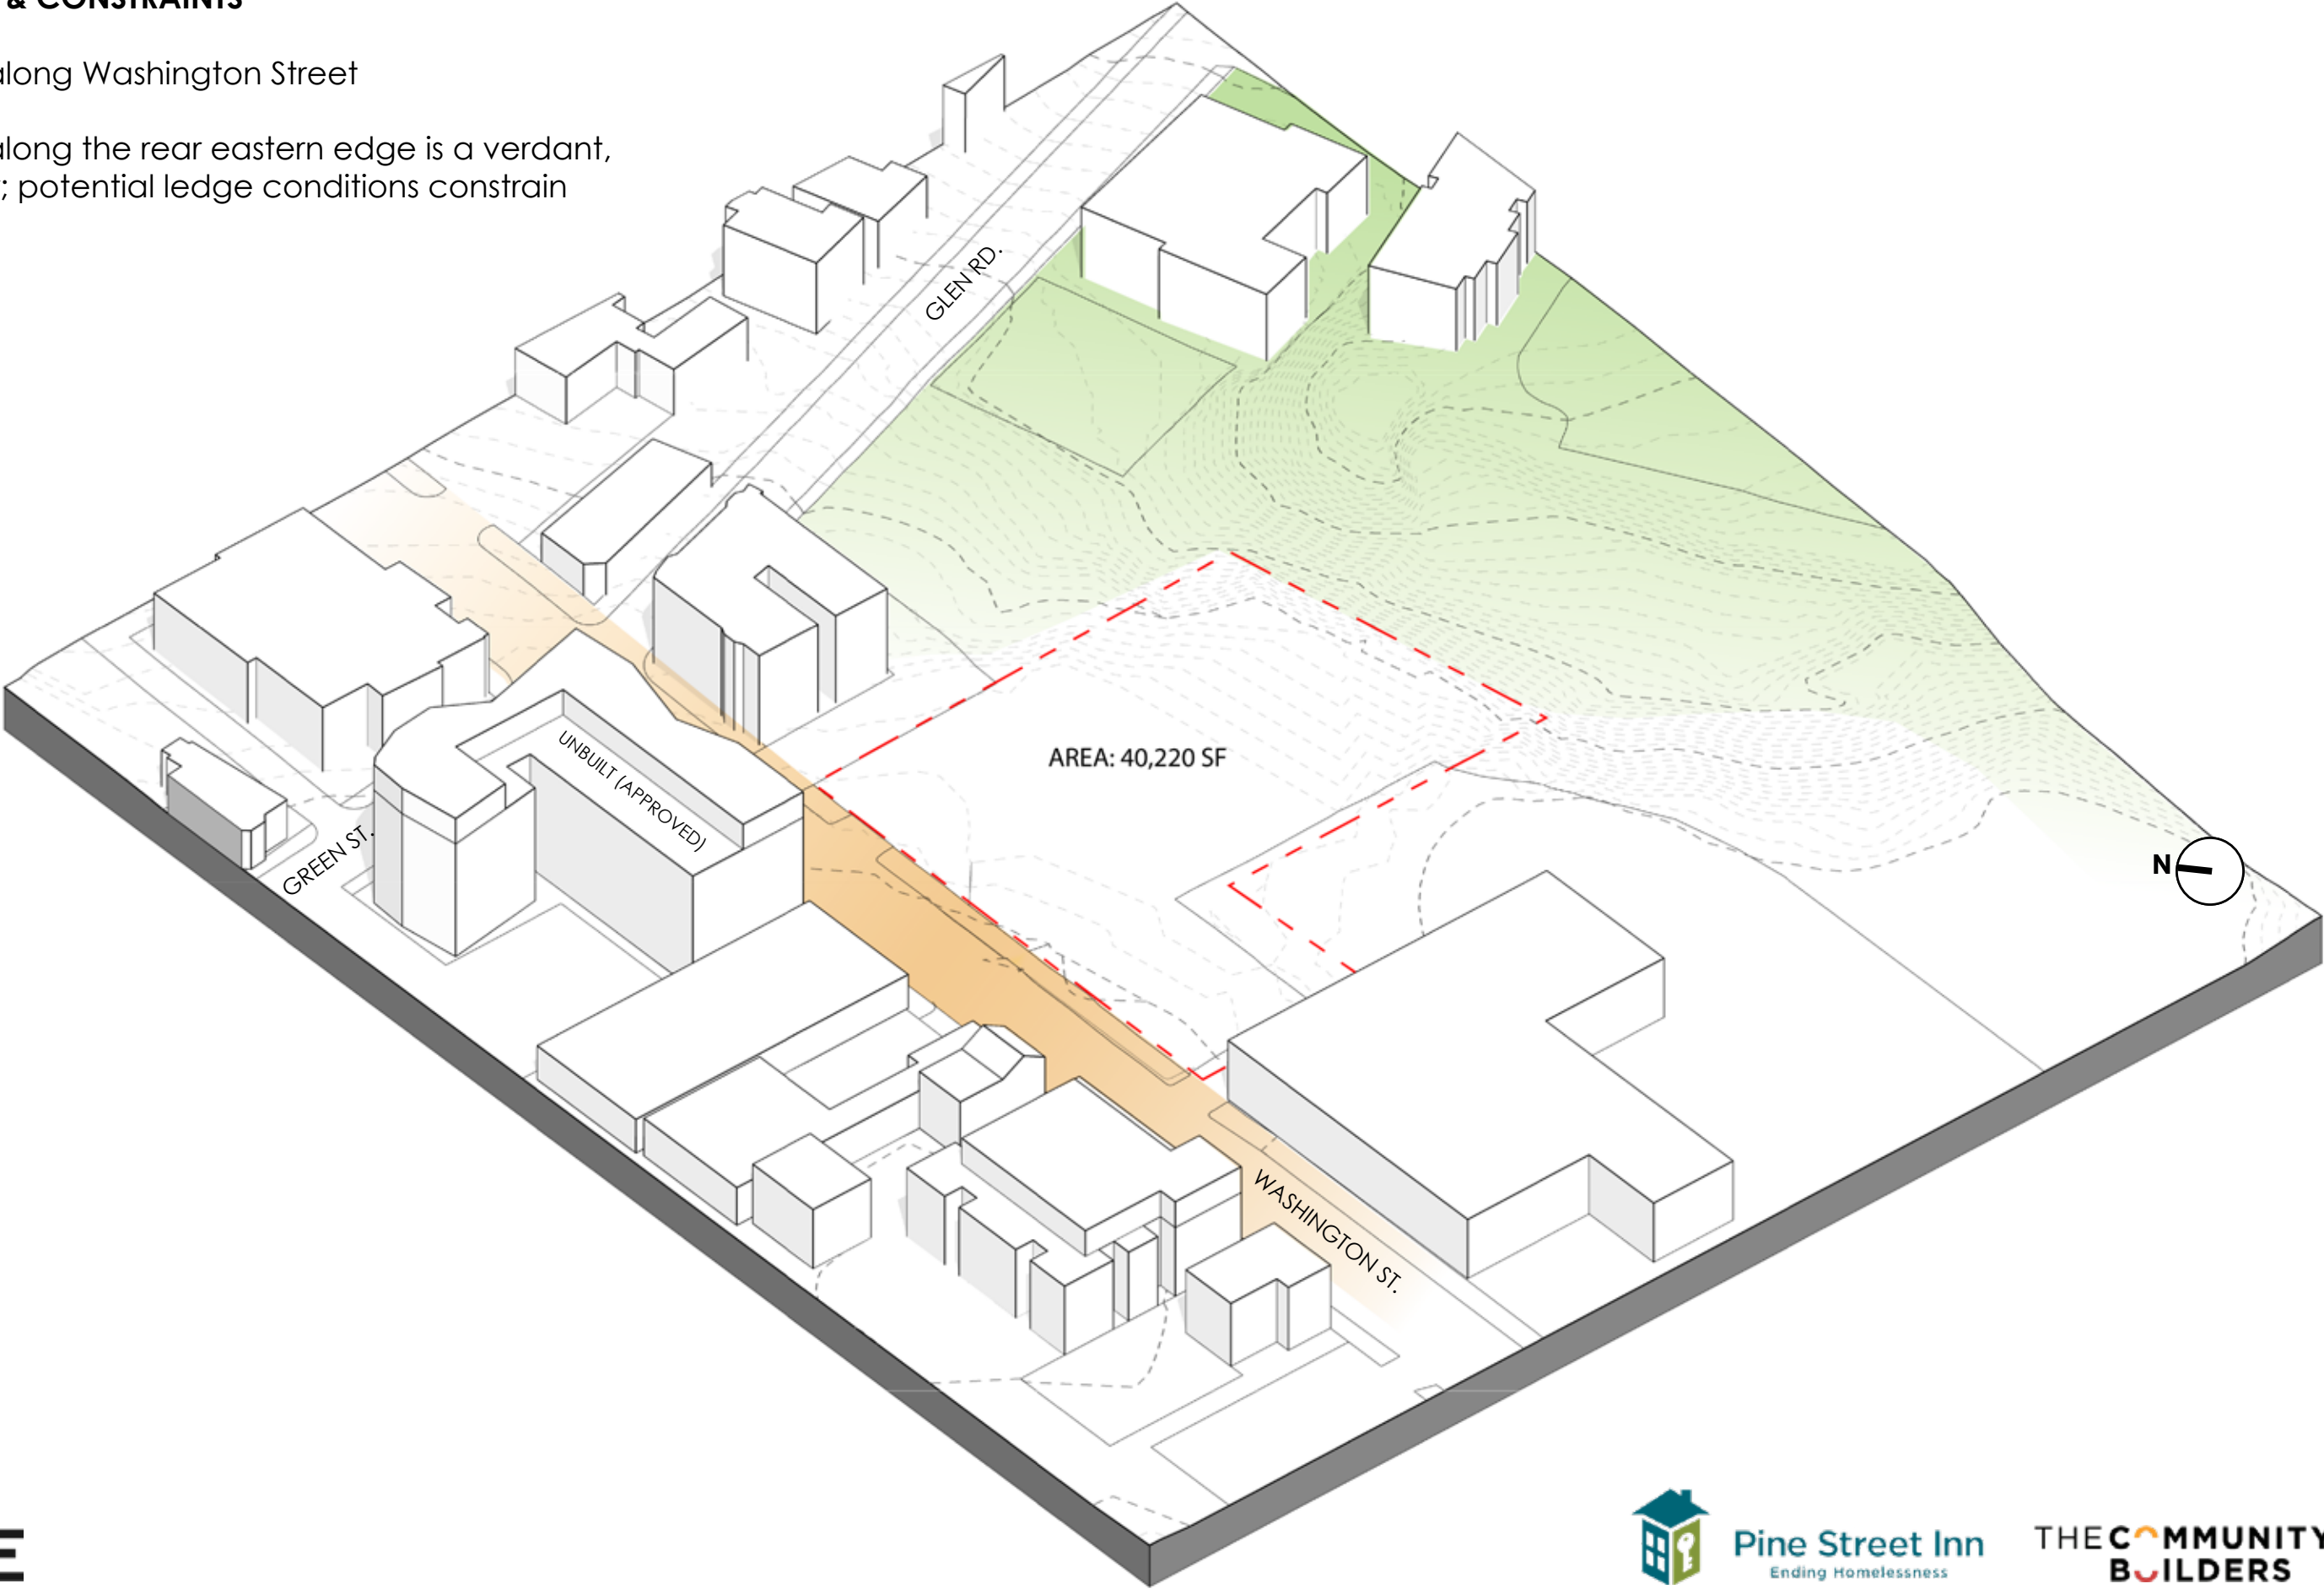 & CONSTRAINTS
along Washington Street
along the rear eastern edge is a verdant,
; potential ledge conditions constrain
GLEN RD.
UNBUILT (APPROVED)
AREA: 40,220 SF
GREEN ST.
N
WASHINGTON ST.
E
Pine Street Inn
Ending Homelessness
THE COMMUNITY
BUILDERS